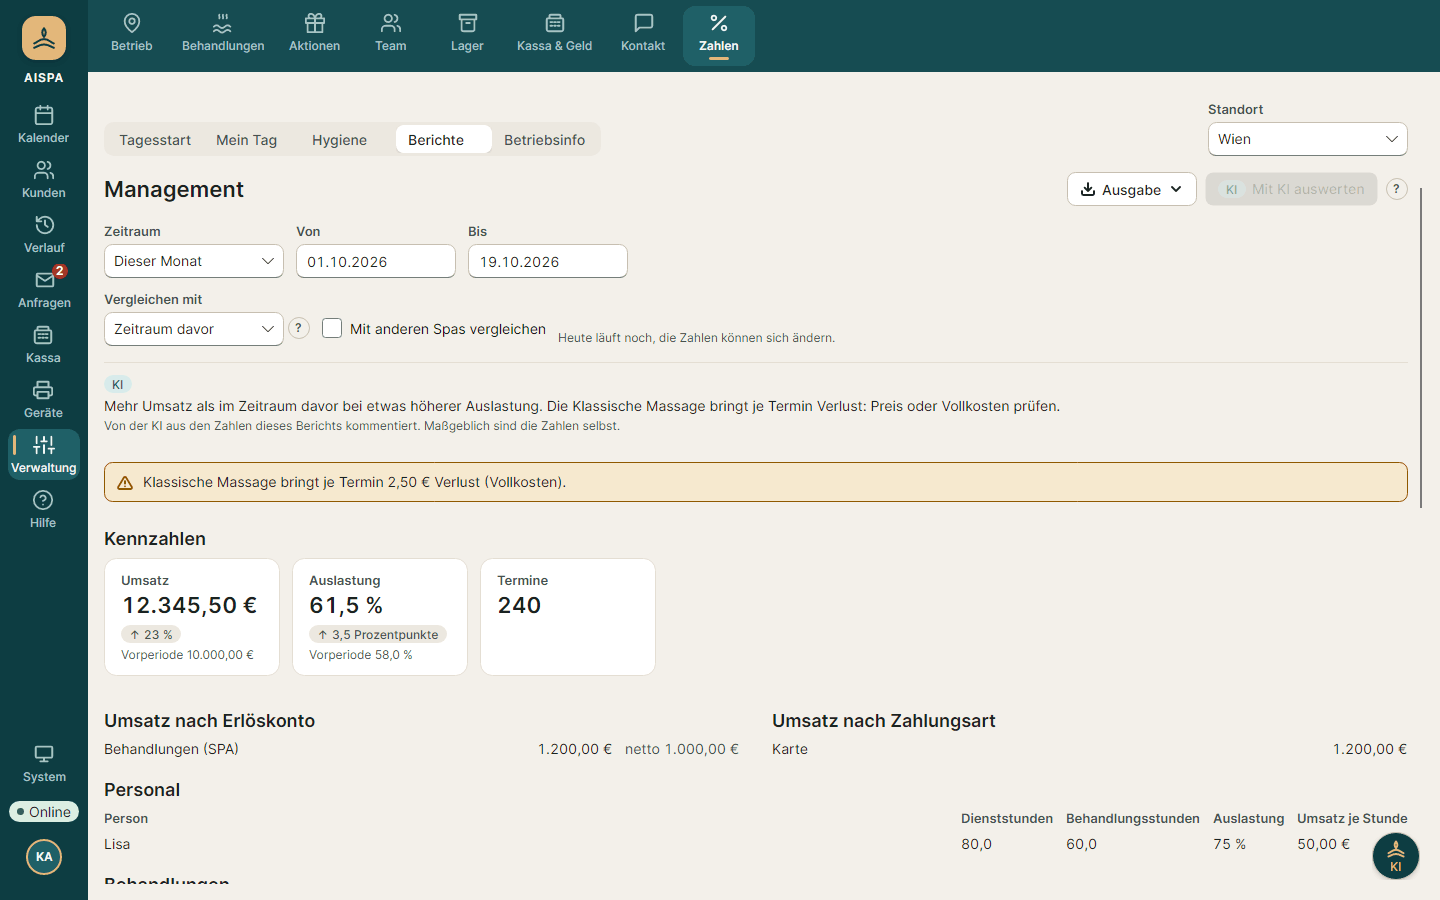 AISPA
Kalender
Kunden
Verlauf
2
Anfragen
Kassa
Geräte
Verwaltung
Hilfe
System
Online
KA
Betrieb
Behandlungen
Aktionen
Team
Lager
Kassa & Geld
Kontakt
Zahlen
Standort
Wien
Tagesstart
Mein Tag
Hygiene
Berichte
Betriebsinfo
Management
Ausgabe
KI Mit KI auswerten
?
Zeitraum
Von
Bis
Dieser Monat
01.10.2026
19.10.2026
Vergleichen mit
Zeitraum davor
?
Mit anderen Spas vergleichen
Heute läuft noch, die Zahlen können sich ändern.
KI
Mehr Umsatz als im Zeitraum davor bei etwas höherer Auslastung. Die Klassische Massage bringt je Termin Verlust: Preis oder Vollkosten prüfen.
Von der KI aus den Zahlen dieses Berichts kommentiert. Maßgeblich sind die Zahlen selbst.
Klassische Massage bringt je Termin 2,50 € Verlust (Vollkosten).
Kennzahlen
Umsatz
12.345,50 €
↑ 23 %
Vorperiode 10.000,00 €
Auslastung
61,5 %
↑ 3,5 Prozentpunkte
Vorperiode 58,0 %
Termine
240
Umsatz nach Erlöskonto
Behandlungen (SPA) 1.200,00 € netto 1.000,00 €
Umsatz nach Zahlungsart
Karte 1.200,00 €
Personal
Person Dienststunden Behandlungsstunden Auslastung Umsatz je Stunde
Lisa 80,0 60,0 75 % 50,00 €
Behandlungen
KI